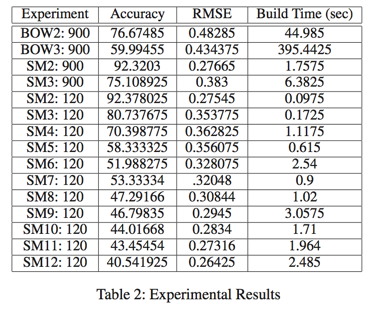 Experiment Accuracy RMSE Build Time (sec)
BOW2: 900 76.67485 0.48285 44.985
BOW3: 900 59.99455 0.434375 395.4425
SM2: 900 92.3203 0.27665 1.7575
SM3: 900 75.108925 0.383 6.3825
SM2: 120 92.378025 0.27545 0.0975
SM3: 120 80.737675 0.353775 0.1725
SM4: 120 70.398775 0.362825 1.1175
SM5: 120 58.333325 0.356075 0.615
SM6: 120 51.988275 0.328075 2.54
SM7: 120 53.33334 .32048 0.9
SM8: 120 47.29166 0.30844 1.02
SM9: 120 46.79835 0.2945 3.0575
SM10: 120 44.01668 0.2834 1.71
SM11: 120 43.45454 0.27316 1.964
SM12: 120 40.541925 0.26425 2.485
Table 2: Experimental Results